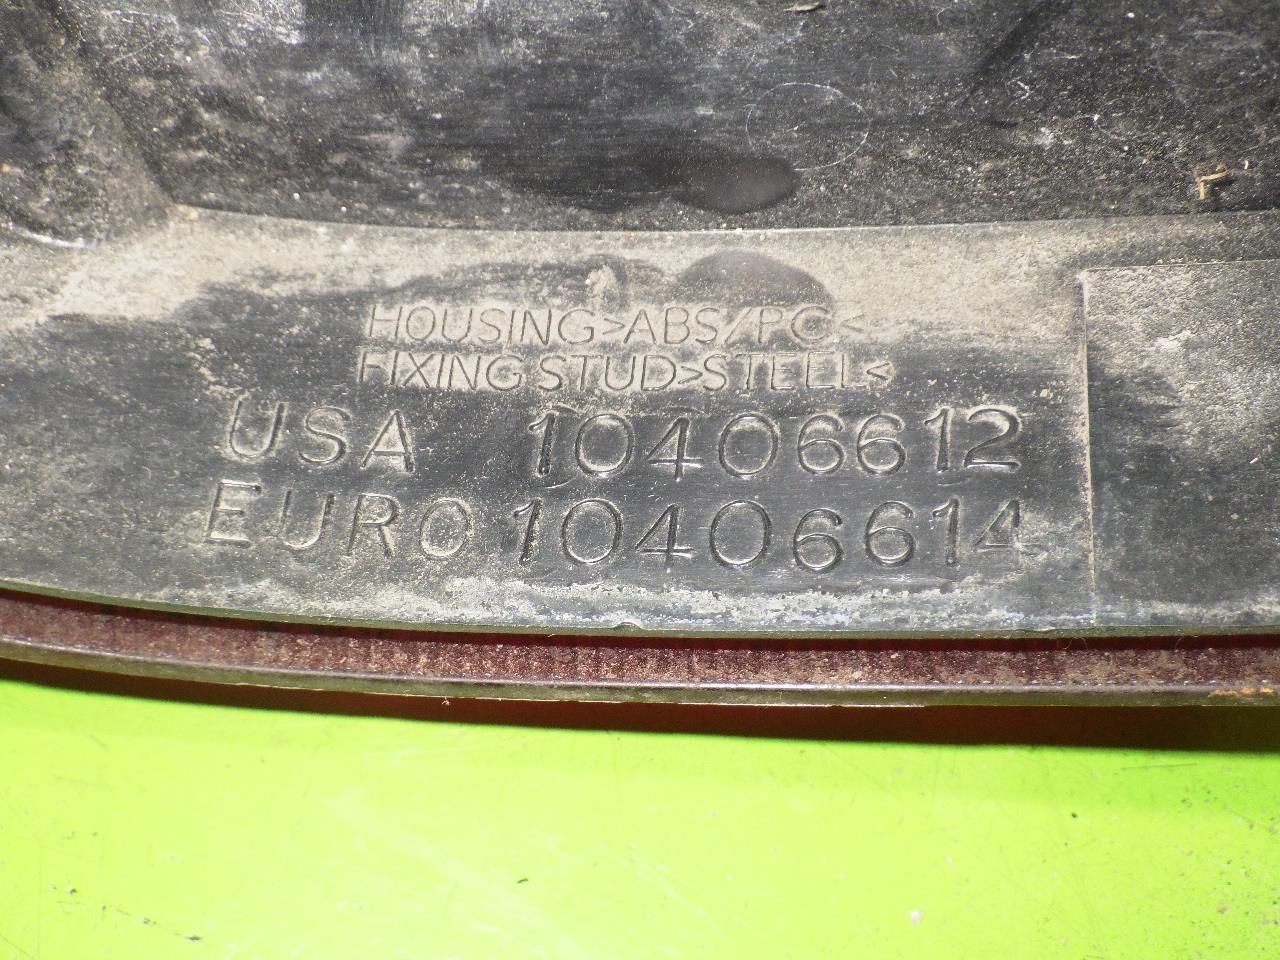 HOUSING>ABS/PC<
FIXING STUD>STEEL<
USA 10406612
EURO 10406614